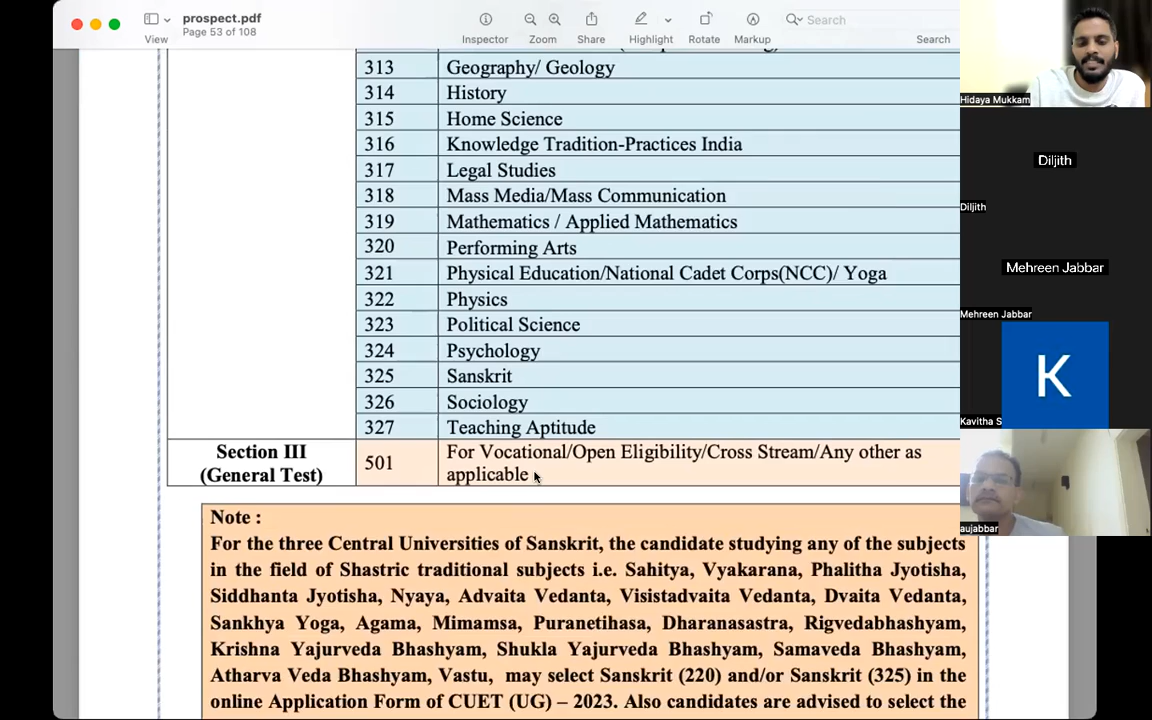 prospect.pdf
Page 53 of 108
View
Inspector
Zoom
Share
Highlight
Rotate
Markup
Search
Search
313 Geography/ Geology
314 History
315 Home Science
316 Knowledge Tradition-Practices India
317 Legal Studies
318 Mass Media/Mass Communication
319 Mathematics / Applied Mathematics
320 Performing Arts
321 Physical Education/National Cadet Corps(NCC)/ Yoga
322 Physics
323 Political Science
324 Psychology
325 Sanskrit
326 Sociology
327 Teaching Aptitude
Section III
(General Test)
501
For Vocational/Open Eligibility/Cross Stream/Any other as
applicable
Note :
For the three Central Universities of Sanskrit, the candidate studying any of the subjects
in the field of Shastric traditional subjects i.e. Sahitya, Vyakarana, Phalitha Jyotisha,
Siddhanta Jyotisha, Nyaya, Advaita Vedanta, Visistadvaita Vedanta, Dvaita Vedanta,
Sankhya Yoga, Agama, Mimamsa, Puranetihasa, Dharanasastra, Rigvedabhashyam,
Krishna Yajurveda Bhashyam, Shukla Yajurveda Bhashyam, Samaveda Bhashyam,
Atharva Veda Bhashyam, Vastu, may select Sanskrit (220) and/or Sanskrit (325) in the
online Application Form of CUET (UG) – 2023. Also candidates are advised to select the
Hidaya Mukkam
Diljith
Diljith
Mehreen Jabbar
Mehreen Jabbar
K
Kavitha S
aujabbar